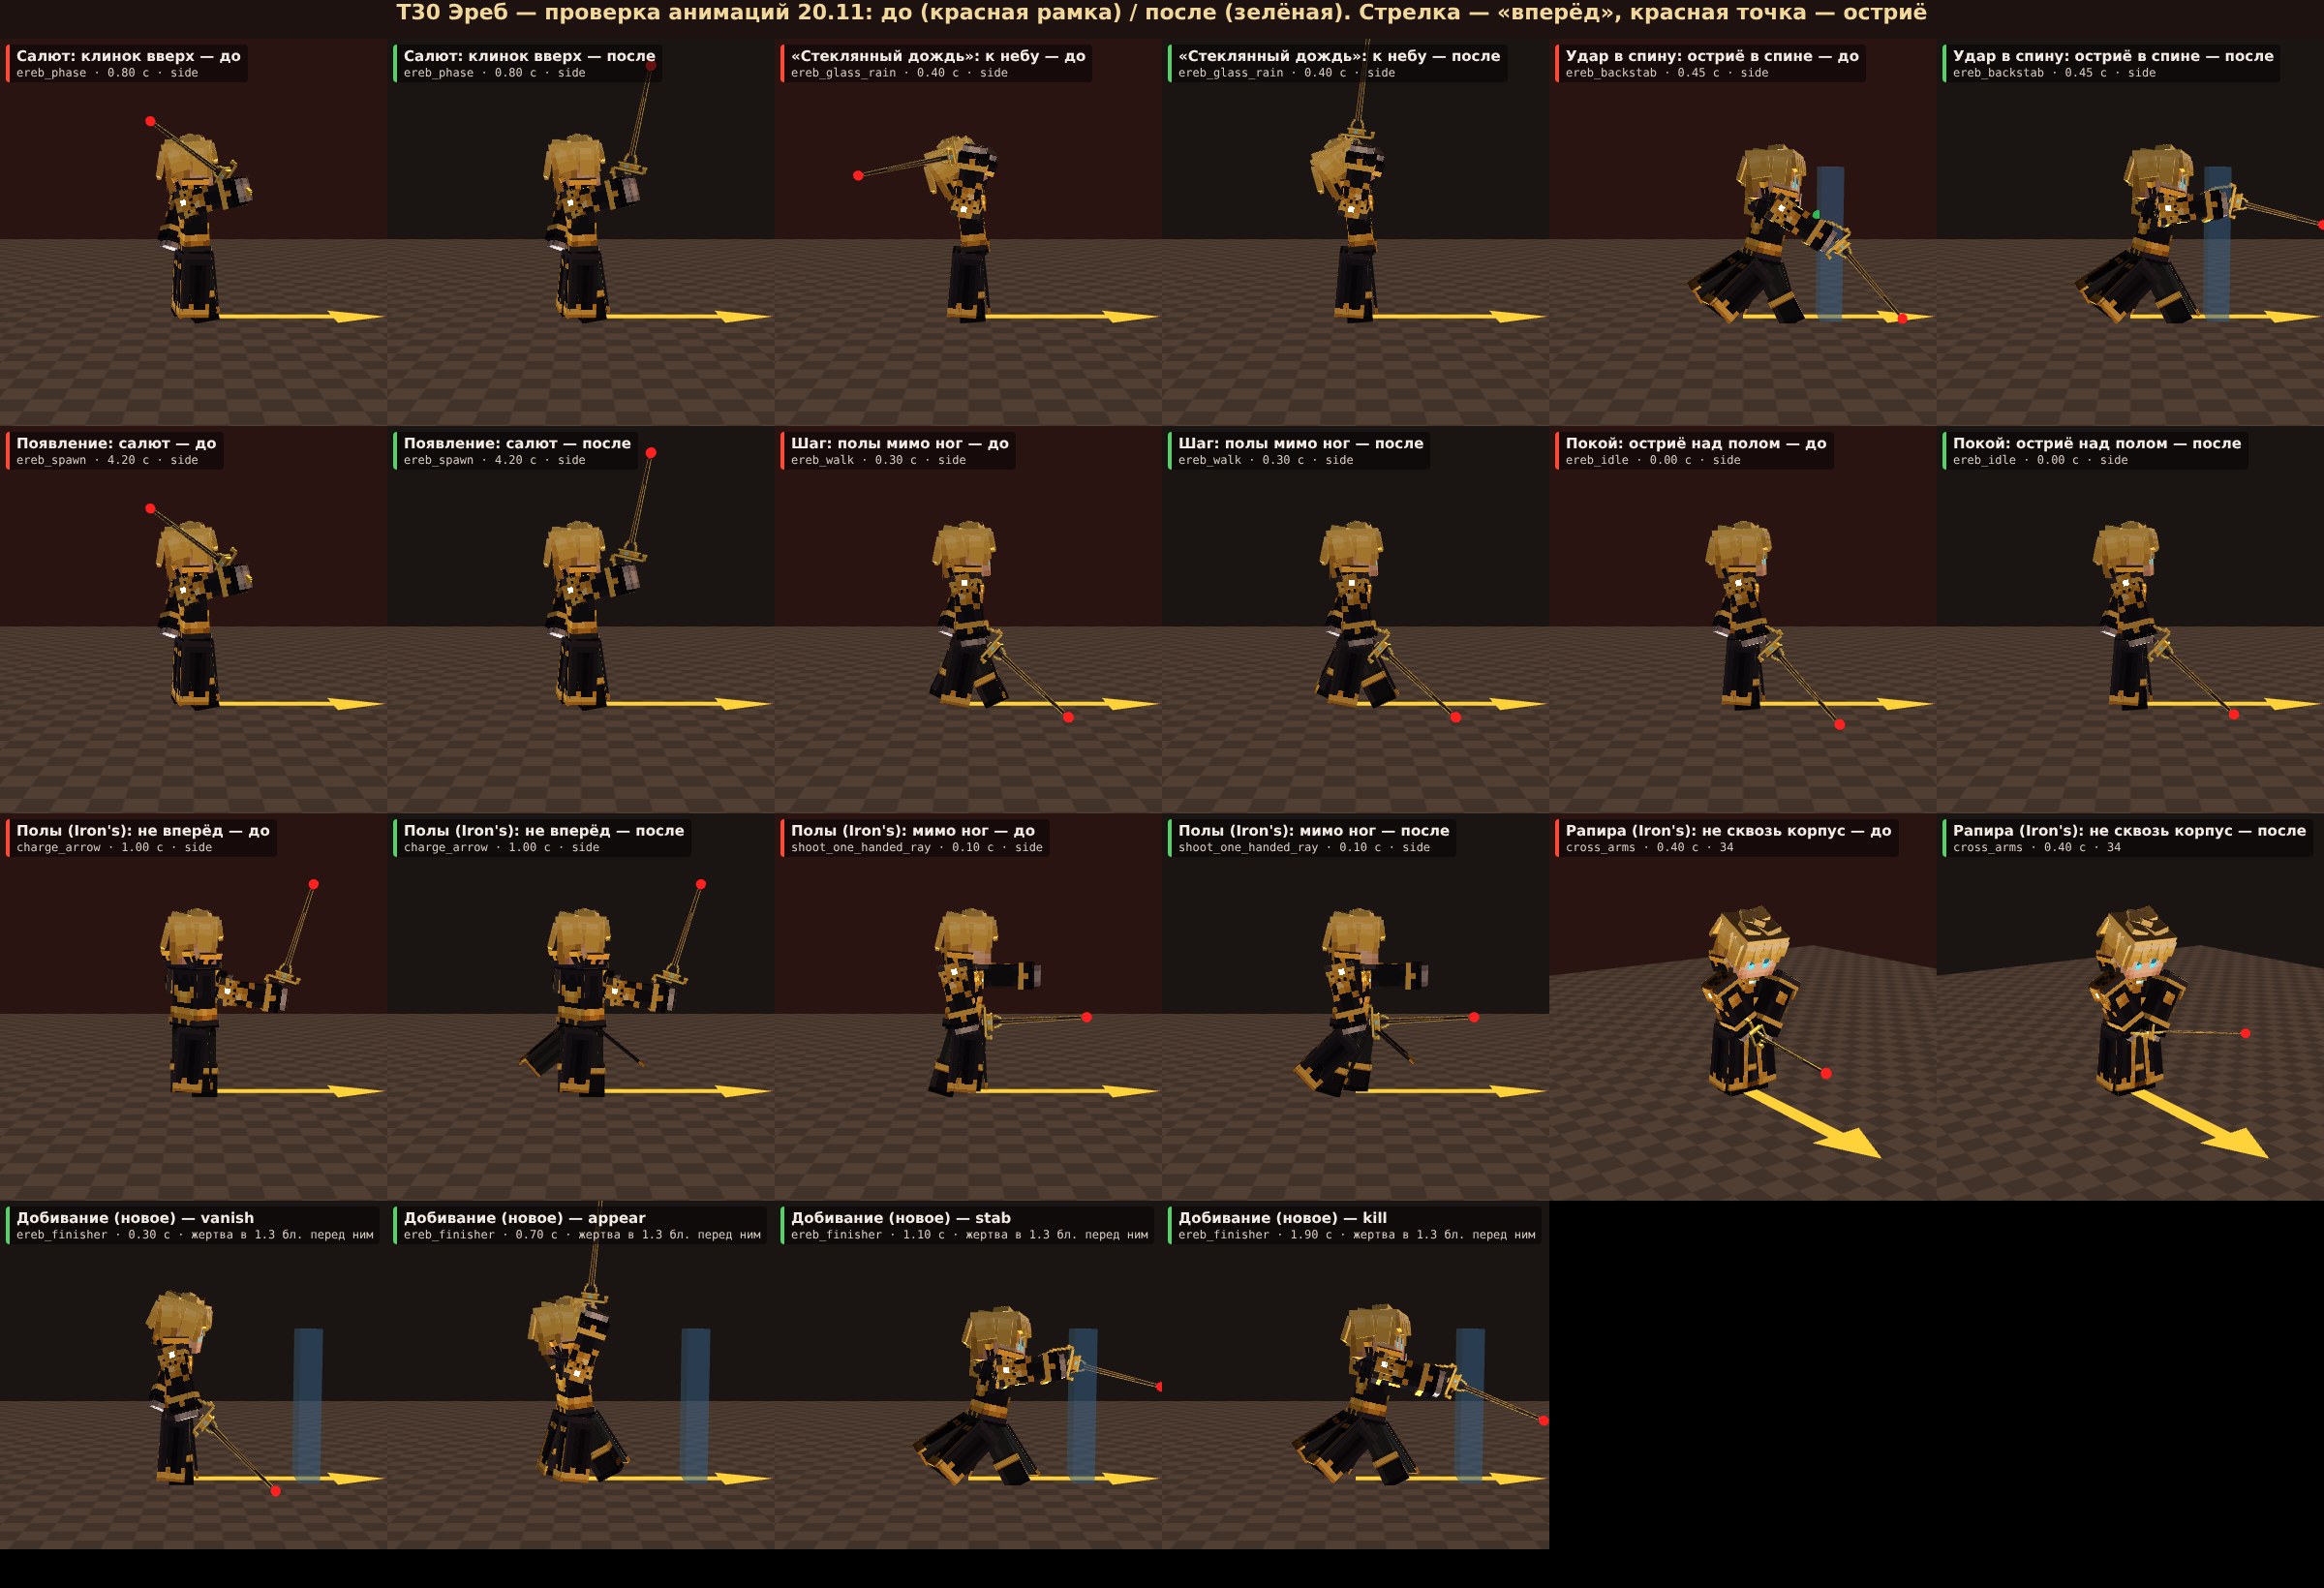 T30 Эреб — проверка анимаций 20.11: до (красная рамка) / после (зелёная). Стрелка — «вперёд», красная точка — остриё
Салют: клинок вверх — до
ereb_phase · 0.80 с · side
Салют: клинок вверх — после
ereb_phase · 0.80 с · side
«Стеклянный дождь»: к небу — до
ereb_glass_rain · 0.40 с · side
«Стеклянный дождь»: к небу — после
ereb_glass_rain · 0.40 с · side
Удар в спину: остриё в спине — до
ereb_backstab · 0.45 с · side
Удар в спину: остриё в спине — после
ereb_backstab · 0.45 с · side
Появление: салют — до
ereb_spawn · 4.20 с · side
Появление: салют — после
ereb_spawn · 4.20 с · side
Шаг: полы мимо ног — до
ereb_walk · 0.30 с · side
Шаг: полы мимо ног — после
ereb_walk · 0.30 с · side
Покой: остриё над полом — до
ereb_idle · 0.00 с · side
Покой: остриё над полом — после
ereb_idle · 0.00 с · side
Полы (Iron's): не вперёд — до
charge_arrow · 1.00 с · side
Полы (Iron's): не вперёд — после
charge_arrow · 1.00 с · side
Полы (Iron's): мимо ног — до
shoot_one_handed_ray · 0.10 с · side
Полы (Iron's): мимо ног — после
shoot_one_handed_ray · 0.10 с · side
Рапира (Iron's): не сквозь корпус — до
cross_arms · 0.40 с · 34
Рапира (Iron's): не сквозь корпус — после
cross_arms · 0.40 с · 34
Добивание (новое) — vanish
ereb_finisher · 0.30 с · жертва в 1.3 бл. перед ним
Добивание (новое) — appear
ereb_finisher · 0.70 с · жертва в 1.3 бл. перед ним
Добивание (новое) — stab
ereb_finisher · 1.10 с · жертва в 1.3 бл. перед ним
Добивание (новое) — kill
ereb_finisher · 1.90 с · жертва в 1.3 бл. перед ним